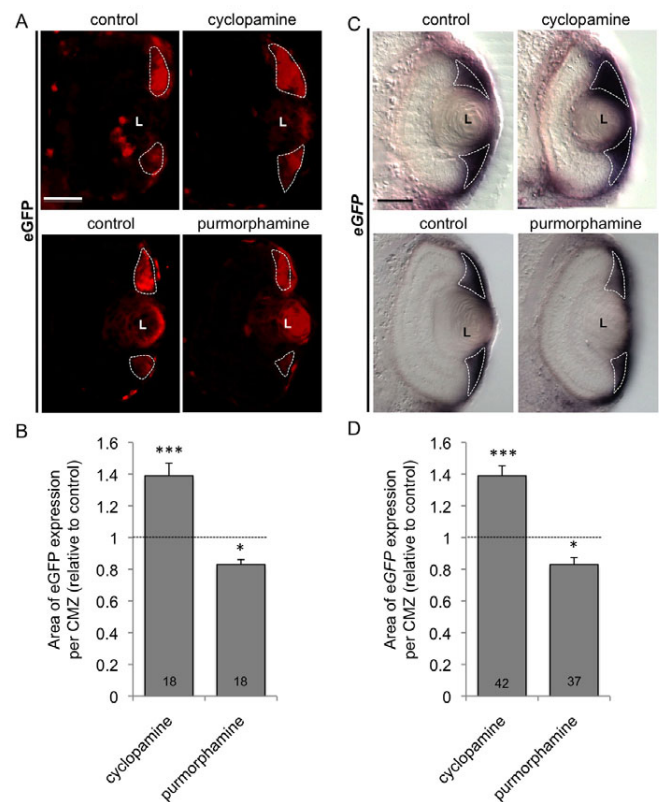 A
control
cyclopamine
L
L
control
purmorphamine
L
L
eGFP
C
control
cyclopamine
L
L
control
purmorphamine
L
L
eGFP
B
Area of eGFP expression
per CMZ (relative to control)
1.6
1.4
1.2
1
0.8
0.6
0.4
0.2
0
***
*
18
18
cyclopamine
purmorphamine
D
Area of eGFP expression
per CMZ (relative to control)
1.6
1.4
1.2
1
0.8
0.6
0.4
0.2
0
***
*
42
37
cyclopamine
purmorphamine